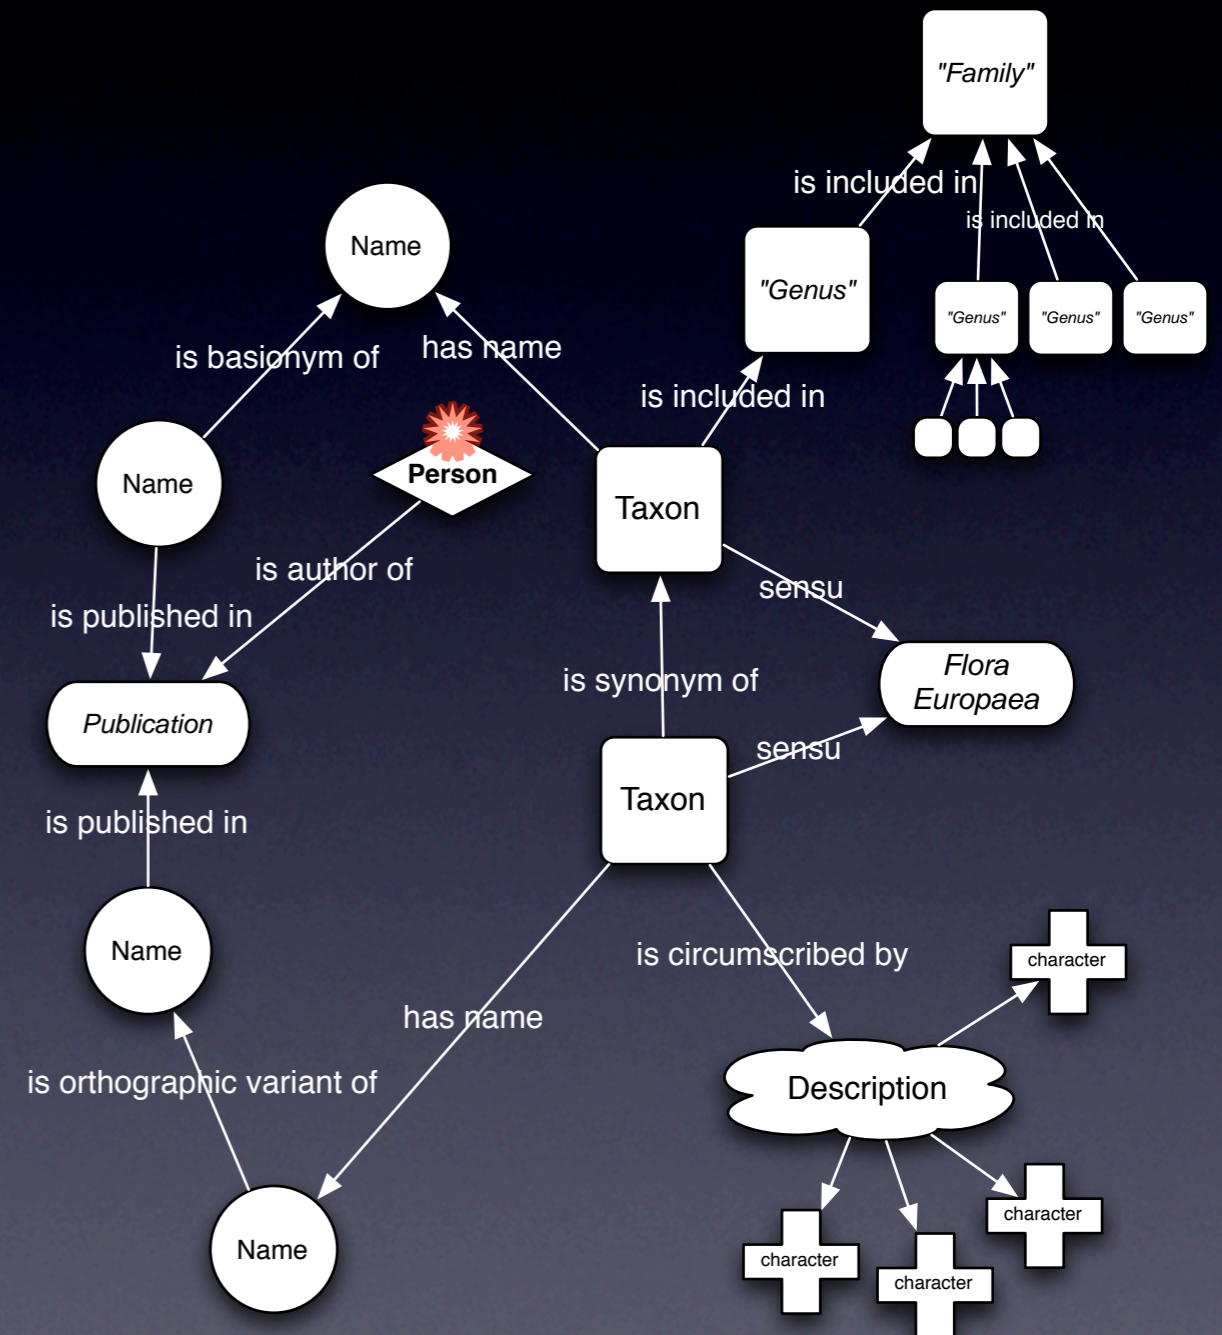 "Family"
is included in
is included in
Name
"Genus"
"Genus"
"Genus"
"Genus"
is basionym of
has name
is included in
Name
Person
Taxon
is author of
sensu
is published in
is synonym of
Flora
Europaea
Publication
sensu
Taxon
is published in
Name
is circumscribed by
character
has name
is orthographic variant of
Description
character
Name
character
character